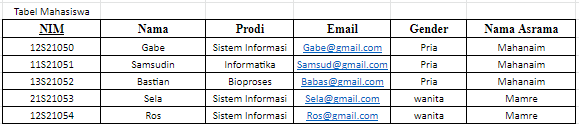 Tabel Mahasiswa
NIM Nama Prodi Email Gender Nama Asrama
12S21050 Gabe Sistem Informasi Gabe@gmail.com Pria Mahanaim
11S21051 Samsudin Informatika Samsud@gmail.com Pria Mahanaim
13S21052 Bastian Bioproses Babas@gmail.com Pria Mahanaim
21S21053 Sela Sistem Informasi Sela@gmail.com wanita Mamre
12S21054 Ros Sistem Informasi Ros@gmail.com wanita Mamre